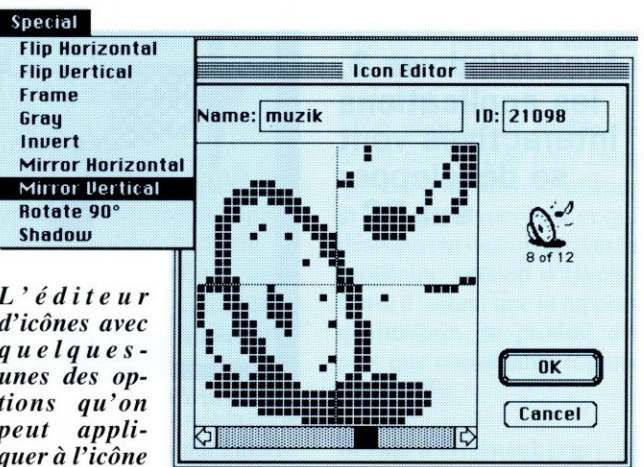 Special
Flip Horizontal
Flip Vertical
Frame
Gray
Invert
Mirror Horizontal
Mirror Vertical
Rotate 90°
Shadow
Icon Editor
Name: muzik
ID: 21098
8 of 12
OK
Cancel
L'éditeur
d'icônes avec
quelques-
unes des op-
tions qu'on
peut appli-
quer à l'icône